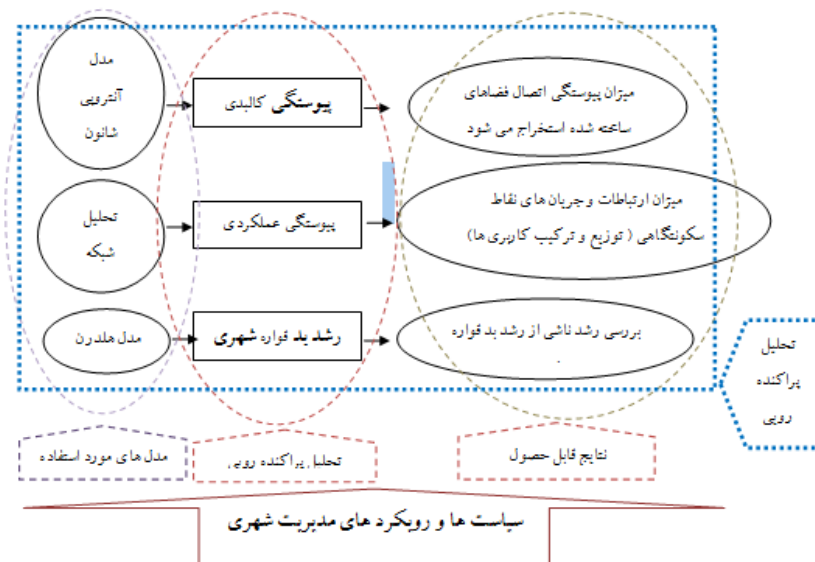 مدل
آنتروپی
شانون
پیوستگی کالبدی
میزان پیوستگی اتصال فضاهای
ساخته شده استخراج می شود
تحلیل
شبکه
پیوستگی عملکردی
میزان ارتباطات و جریان های نقاط
سکونتگاهی ( توزیع و ترکیب کاربری ها)
مدل هلدرن
رشد بد قواره شهری
بررسی رشد ناشی از رشد بد قواره
.
تحلیل
پراکنده
رویی
مدل های مورد استفاده
تحلیل پراکنده رویی
نتایج قابل حصول
سیاست ها و رویکرد های مدیریت شهری